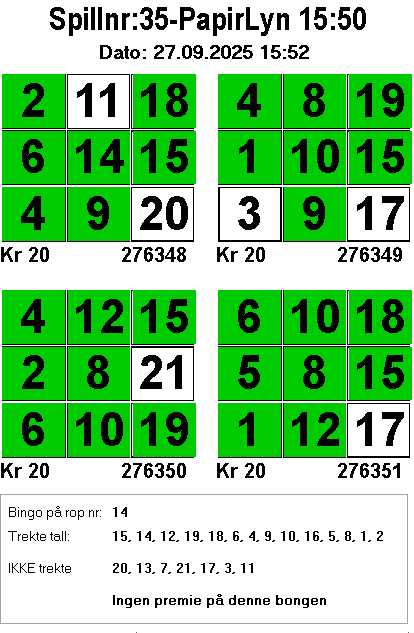 Spillnr:35-PapirLyn 15:50
Dato: 27.09.2025 15:52
2 11 18 4 8 19
6 14 15 1 10 15
4 9 20 3 9 17
Kr 20 276348 Kr 20 276349
4 12 15 6 10 18
2 8 21 5 8 15
6 10 19 1 12 17
Kr 20 276350 Kr 20 276351
Bingo på rop nr: 14
Trekte tall: 15, 14, 12, 19, 18, 6, 4, 9, 10, 16, 5, 8, 1, 2
IKKE trekte 20, 13, 7, 21, 17, 3, 11
Ingen premie på denne bongen